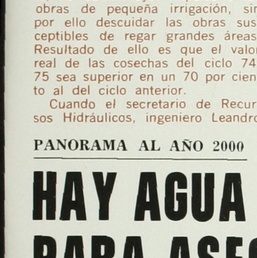 obras de pequeña irrigación, sin
por ello descuidar las obras sus
ceptibles de regar grandes áreas
Resultado de ello es que el valor
real de las cosechas del ciclo 74
75 sea superior en un 70 por cien
to al del ciclo anterior.
Cuando el secretario de Recur
sos Hidráulicos, ingeniero Leandro
PANORAMA AL AÑO 2000
HAY AGUA
PARA ASEG